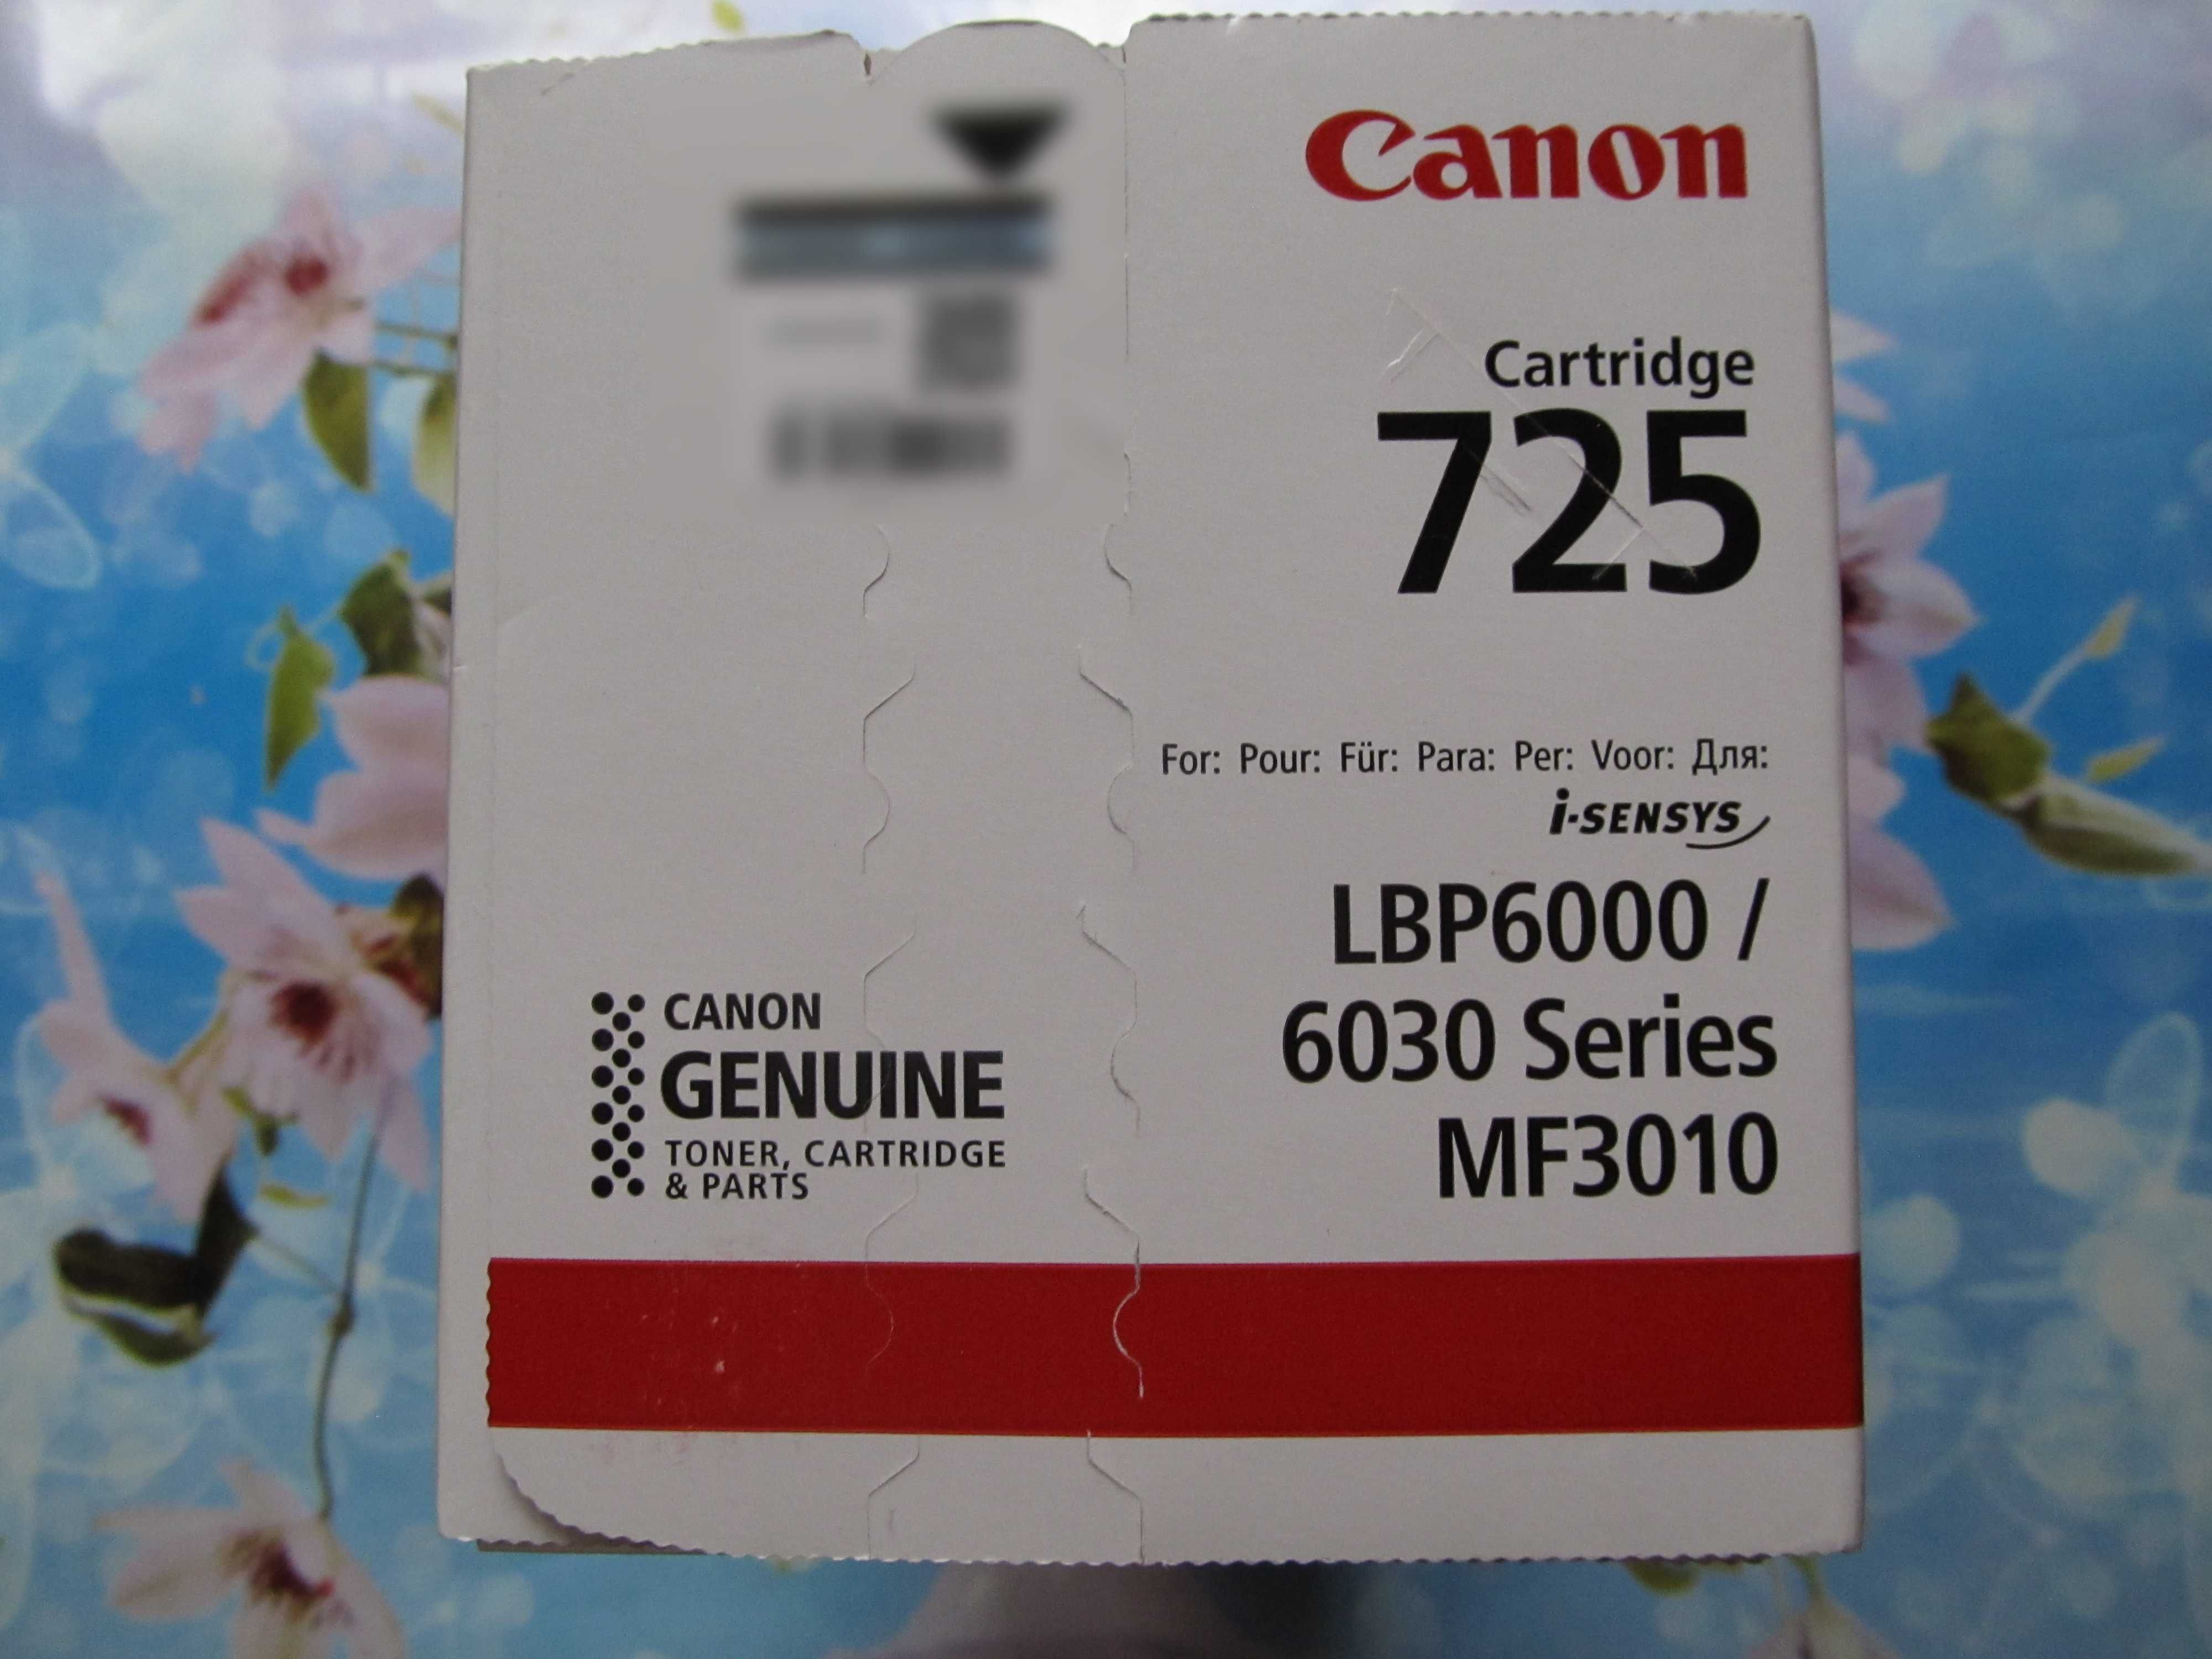 Canon
Cartridge
725
For: Pour: Für: Para: Per: Voor: Для:
i-SENSYS
LBP6000 /
6030 Series
MF3010
CANON
GENUINE
TONER, CARTRIDGE
& PARTS